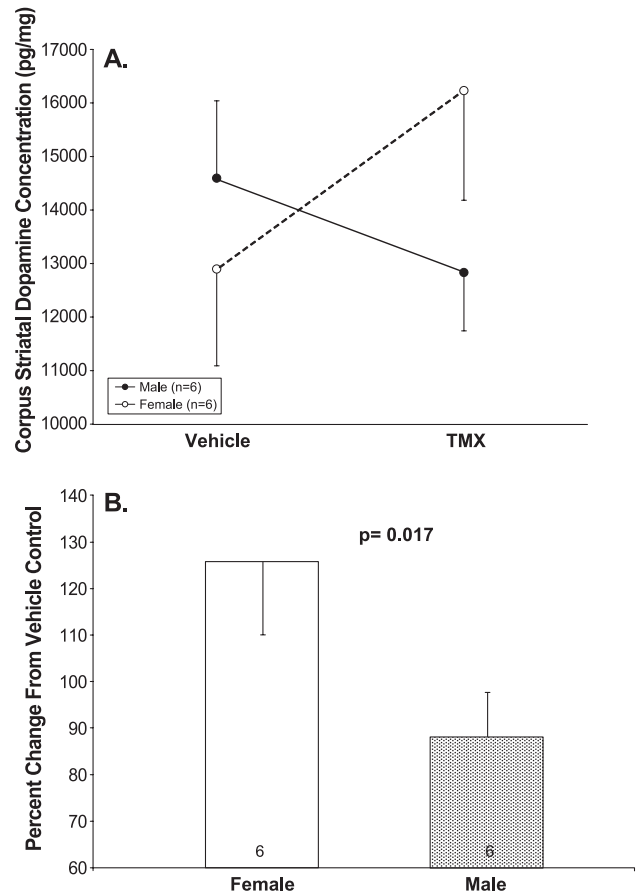 A.
Corpus Striatal Dopamine Concentration (pg/mg)
17000
16000
15000
14000
13000
12000
11000
10000
Male (n=6)
Female (n=6)
Vehicle TMX
B.
Percent Change From Vehicle Control
140
130
120
110
100
90
80
70
60
p= 0.017
6 6
Female Male